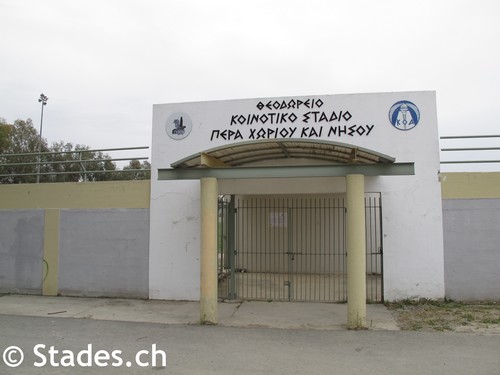 ΘΕΟΔΩΡΕΙΟ
ΚΟΙΝΟΤΙΚΟ ΣΤΑΔΙΟ
ΠΕΡΑ ΧΩΡΙΟΥ ΚΑΙ ΝΗΣΟΥ
ΚΟΑ
© Stades.ch